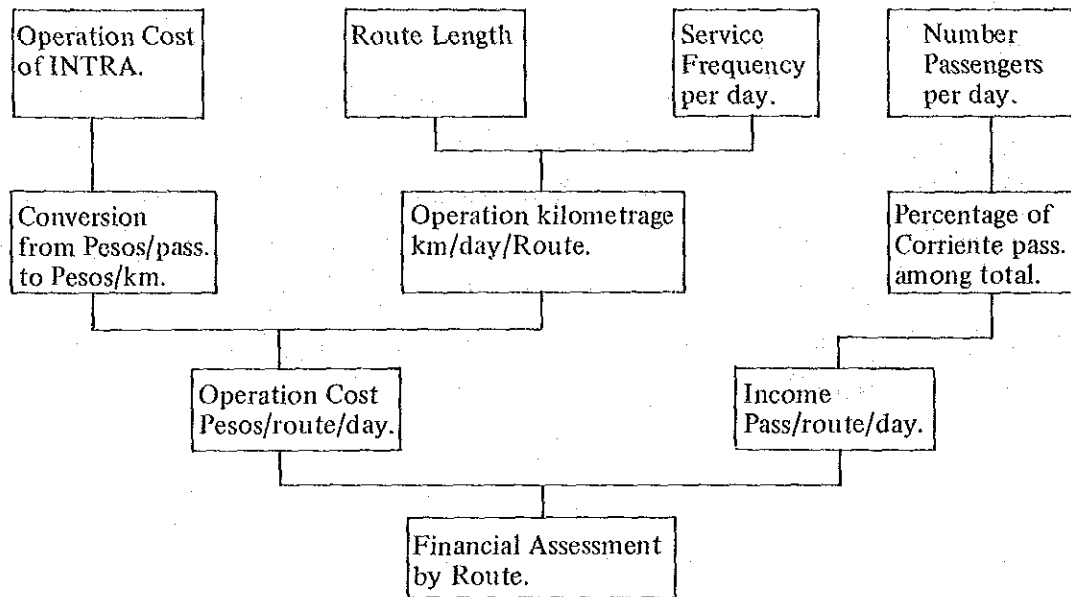 Operation Cost
of INTRA.
Route Length
Service
Frequency
per day.
Number
Passengers
per day.
Conversion
from Pesos/pass.
to Pesos/km.
Operation kilometrage
km/day/Route.
Percentage of
Corriente pass.
among total.
Operation Cost
Pesos/route/day.
Income
Pass/route/day.
Financial Assessment
by Route.